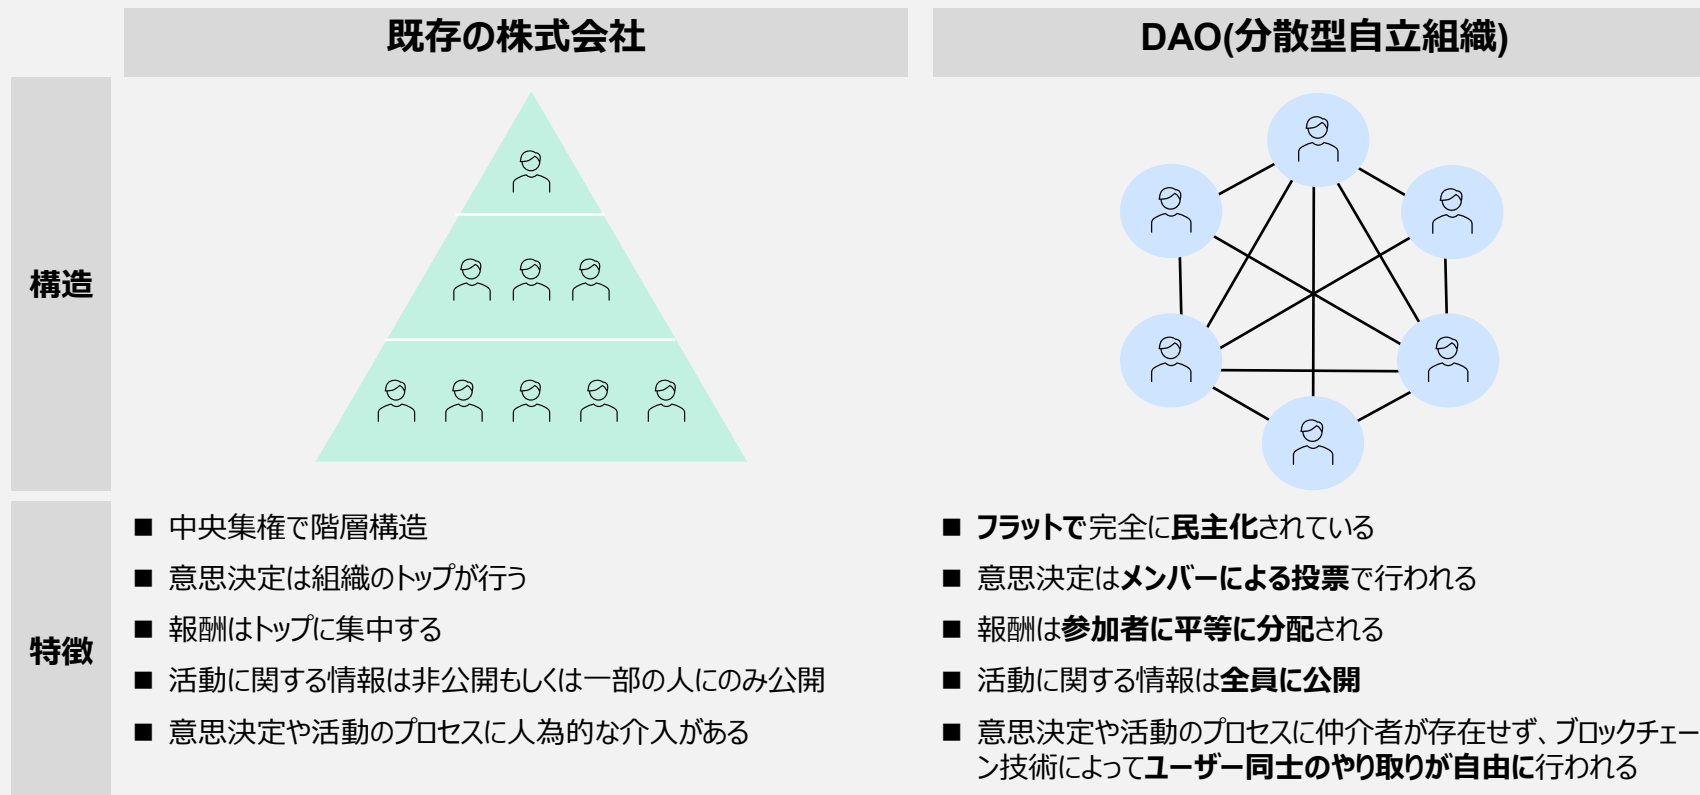 既存の株式会社
DAO(分散型自立組織)
構造
特徴
■ 中央集権で階層構造
■ 意思決定は組織のトップが行う
■ 報酬はトップに集中する
■ 活動に関する情報は非公開もしくは一部の人にのみ公開
■ 意思決定や活動のプロセスに人為的な介入がある
■ フラットで完全に民主化されている
■ 意思決定はメンバーによる投票で行われる
■ 報酬は参加者に平等に分配される
■ 活動に関する情報は全員に公開
■ 意思決定や活動のプロセスに仲介者が存在せず、ブロックチェー
ン技術によってユーザー同士のやり取りが自由に行われる